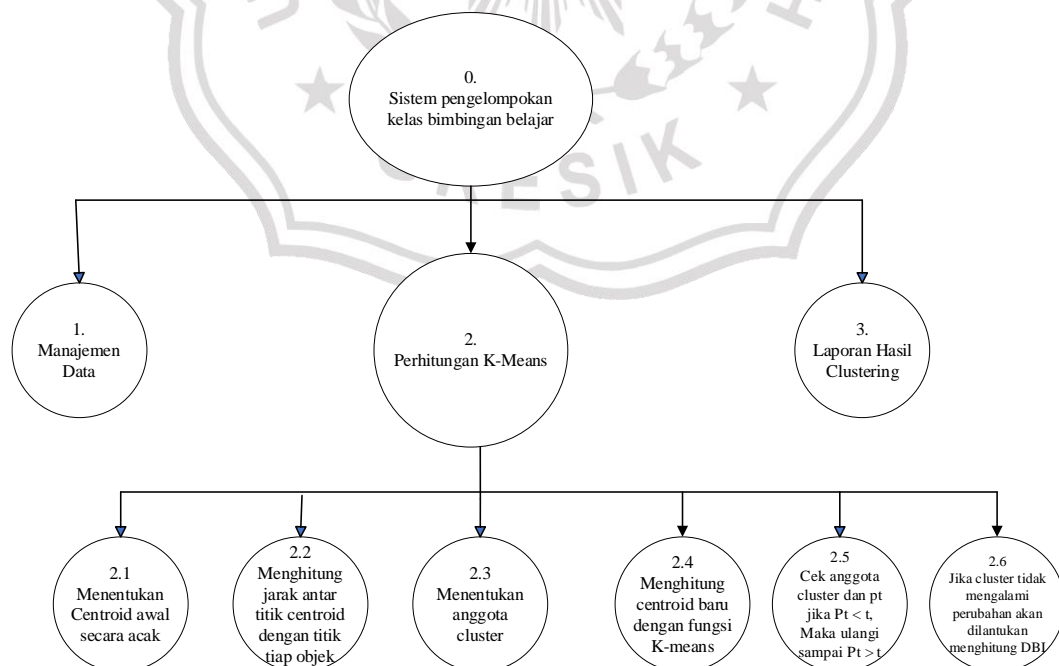 0.
Sistem pengelompokan
kelas bimbingan belajar
GRESIK
1.
Manajemen
Data
2.
Perhitungan K-Means
3.
Laporan Hasil
Clustering
2.1
Menentukan
Centroid awal
secara acak
2.2
Menghitung
jarak antar
titik centroid
dengan titik
tiap objek
2.3
Menentukan
anggota
cluster
2.4
Menghitung
centroid baru
dengan fungsi
K-means
2.5
Cek anggota
cluster dan pt
jika Pt < t,
Maka ulangi
sampai Pt > t
2.6
Jika cluster tidak
mengalami
perubahan akan
dilantukan
menghitung DBI